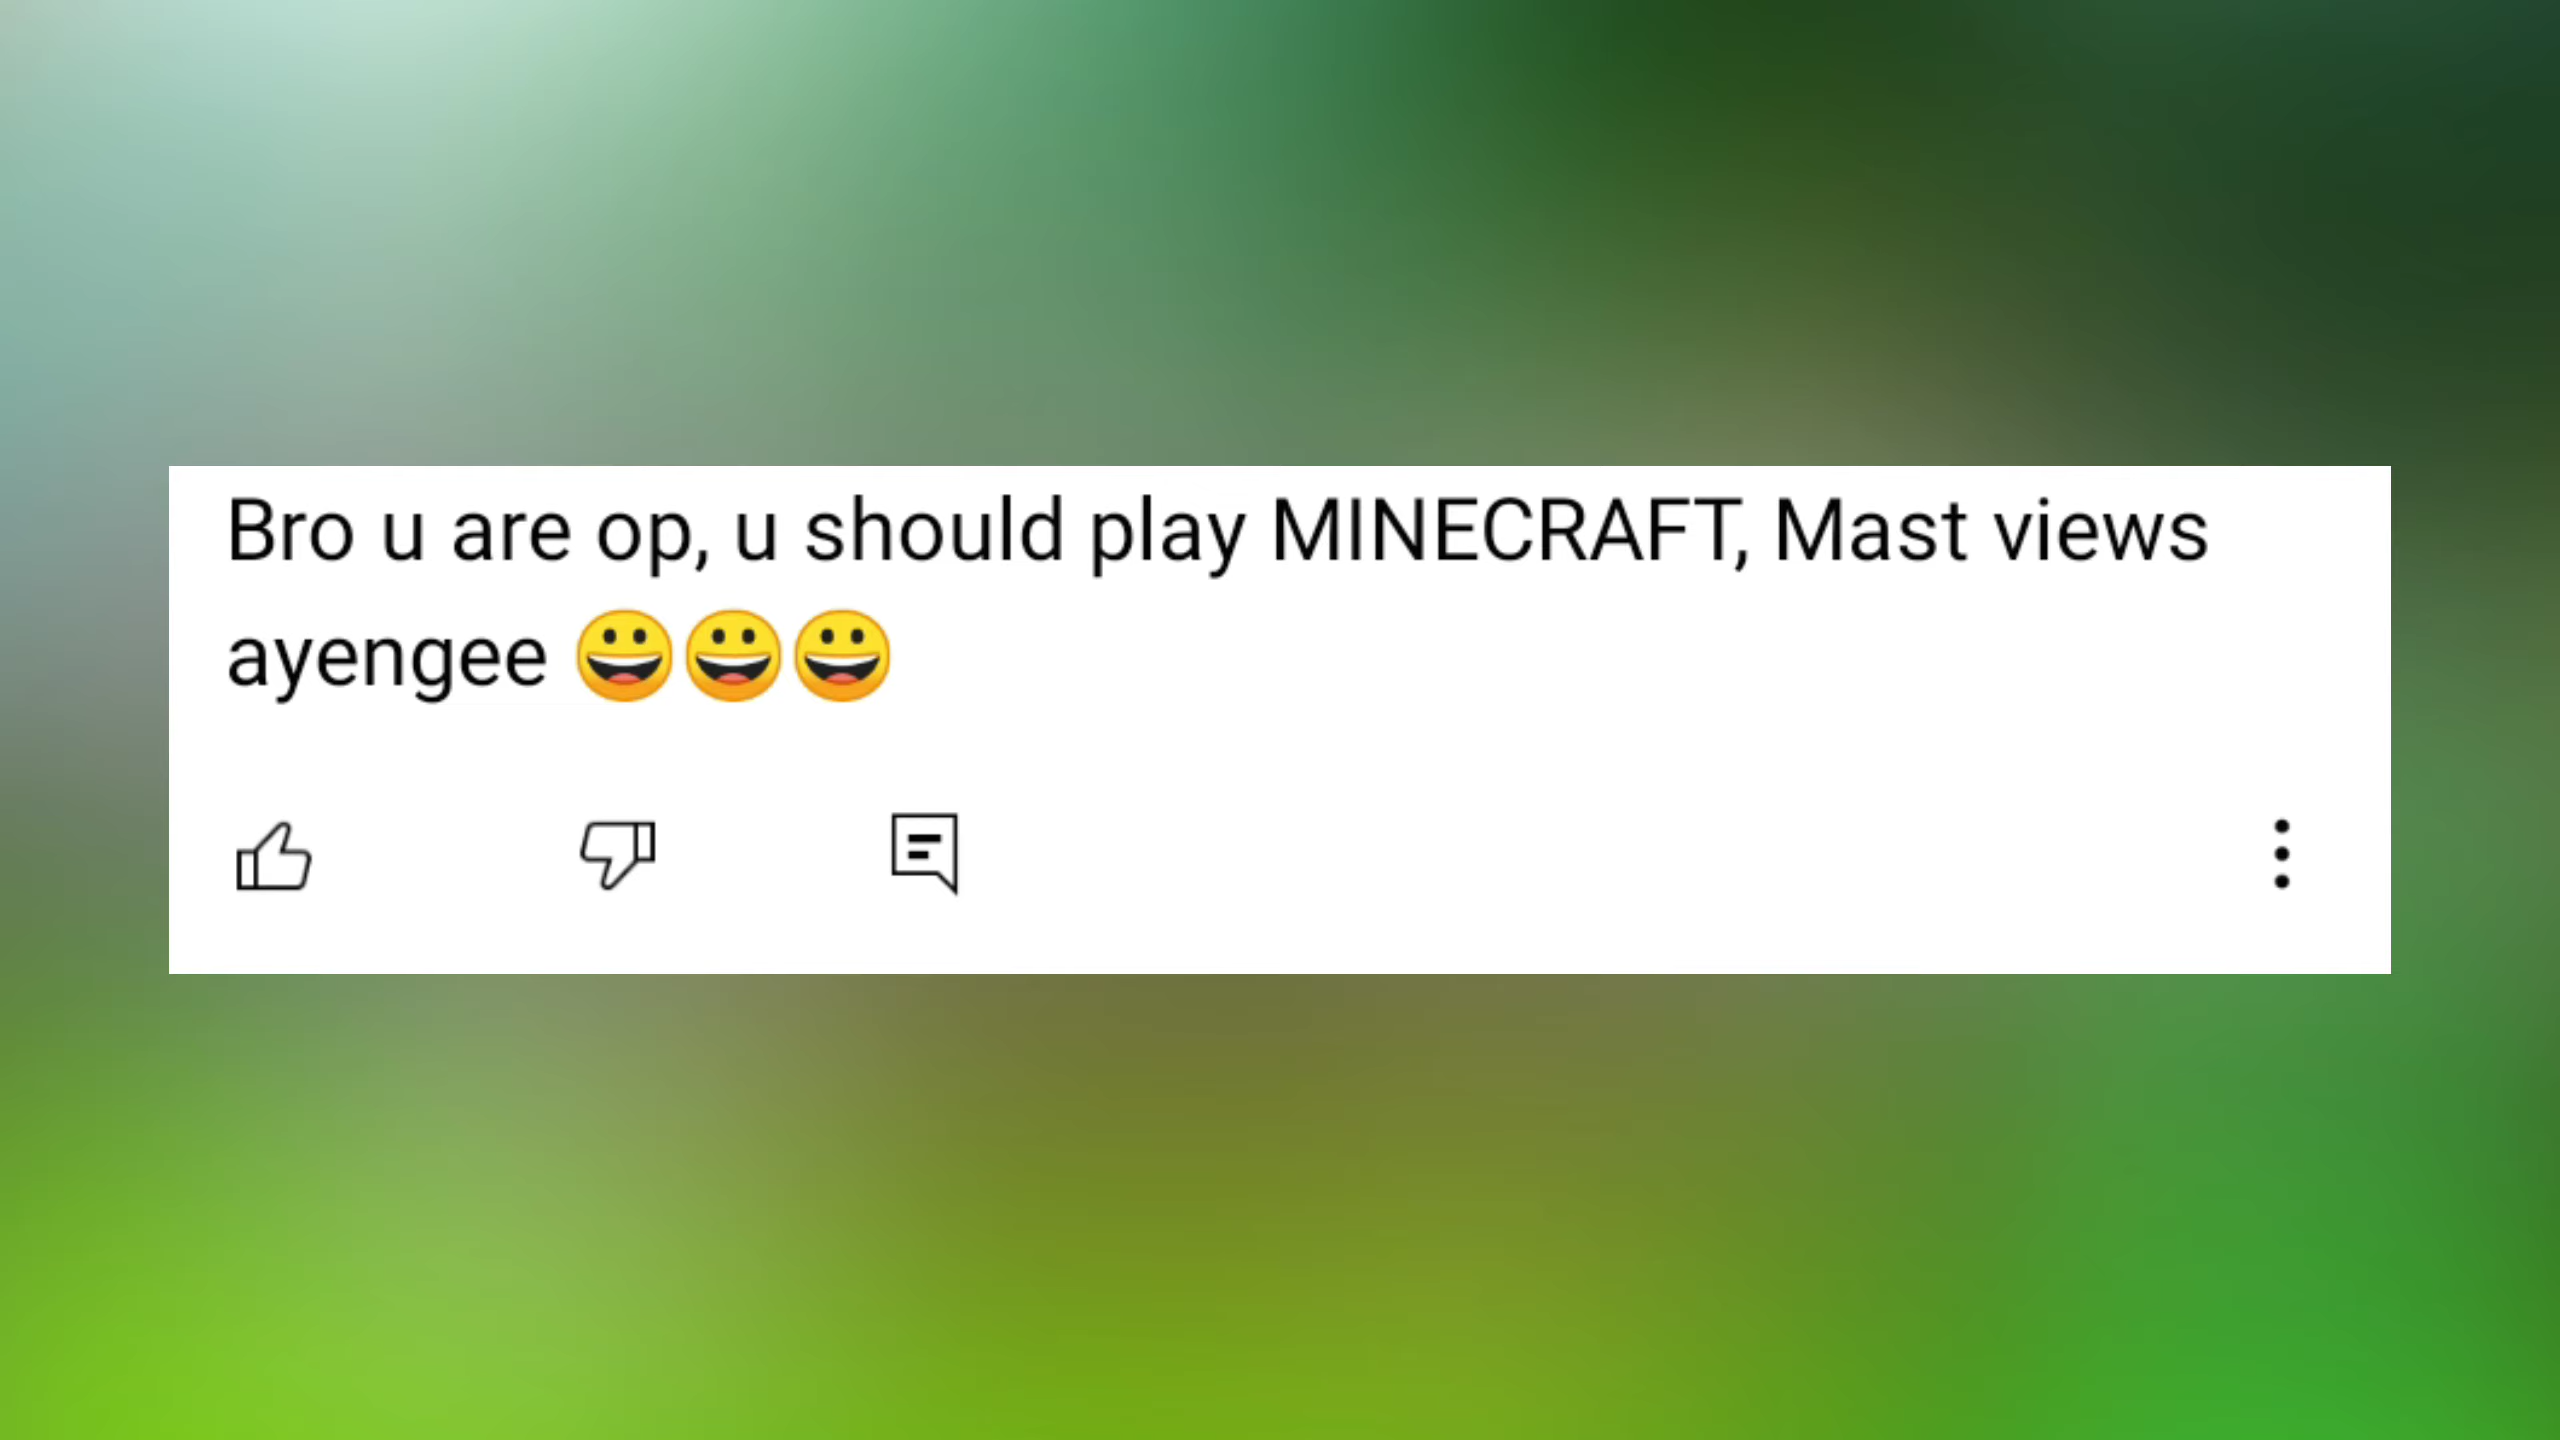 Bro u are op, u should play MINECRAFT, Mast views
ayengee 😀😀😀